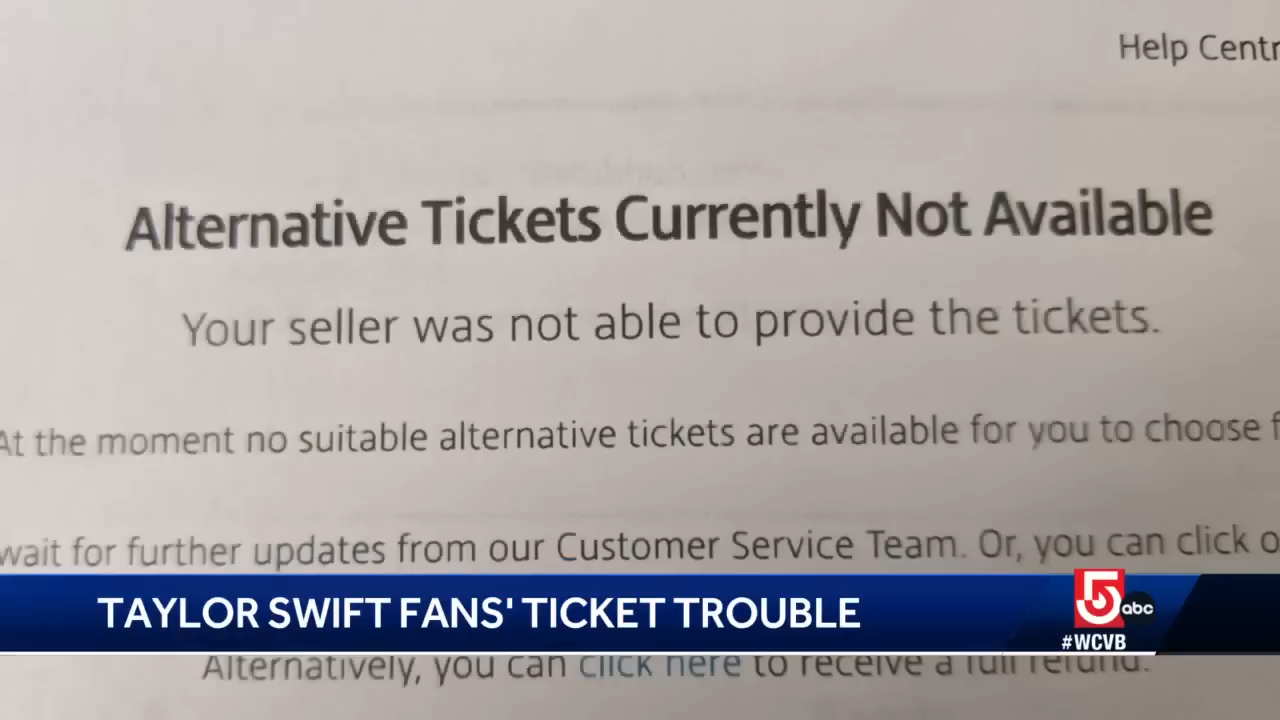 Help Centr
Alternative Tickets Currently Not Available
Your seller was not able to provide the tickets.
At the moment no suitable alternative tickets are available for you to choose f
wait for further updates from our Customer Service Team. Or, you can click o
TAYLOR SWIFT FANS' TICKET TROUBLE
5 abc
#WCVB
Alternatively, you can click here to receive a full refund.